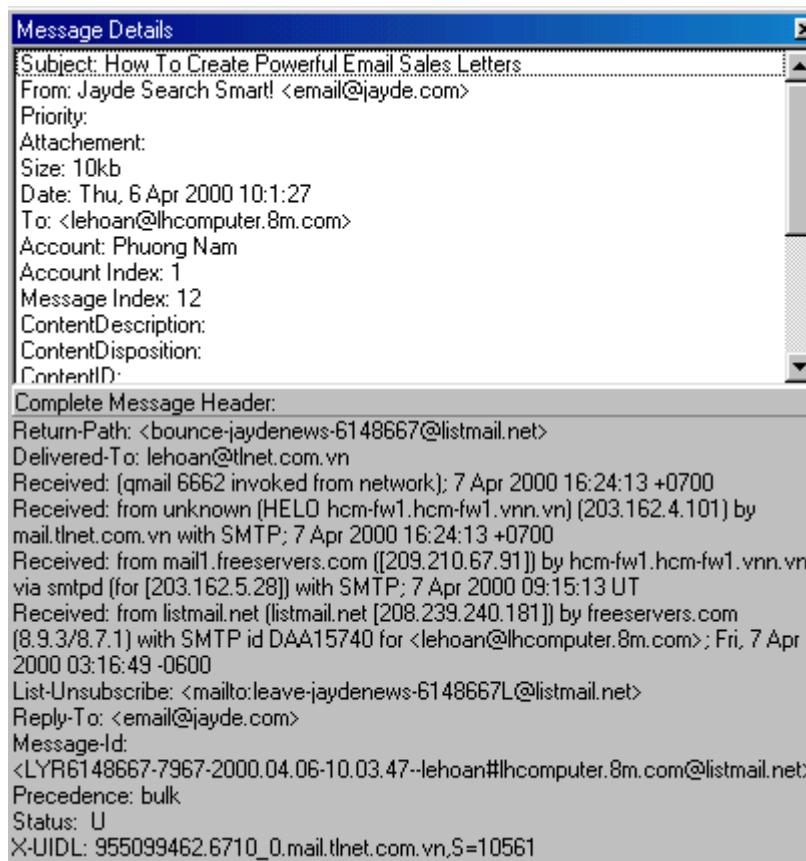 Message Details
Subject: How To Create Powerful Email Sales Letters
From: Jayde Search Smart! <email@jayde.com>
Priority:
Attachement:
Size: 10kb
Date: Thu, 6 Apr 2000 10:1:27
To: <lehoan@lhcomputer.8m.com>
Account: Phuong Nam
Account Index: 1
Message Index: 12
ContentDescription:
ContentDisposition:
ContentID:
Complete Message Header:
Return-Path: <bounce-jaydenews-6148667@listmail.net>
Delivered-To: lehoan@tlnet.com.vn
Received: (qmail 6662 invoked from network); 7 Apr 2000 16:24:13 +0700
Received: from unknown (HELO hcm-fw1.hcm-fw1.vnn.vn) (203.162.4.101) by
mail.tlnet.com.vn with SMTP; 7 Apr 2000 16:24:13 +0700
Received: from mail1.freeservers.com ([209.210.67.91]) by hcm-fw1.hcm-fw1.vnn.vn
via smtpd (for [203.162.5.28]) with SMTP; 7 Apr 2000 09:15:13 UT
Received: from listmail.net (listmail.net [208.239.240.181]) by freeservers.com
(8.9.3/8.7.1) with SMTP id DAA15740 for <lehoan@lhcomputer.8m.com>; Fri, 7 Apr
2000 03:16:49 -0600
List-Unsubscribe: <mailto:leave-jaydenews-6148667L@listmail.net>
Reply-To: <email@jayde.com>
Message-Id:
<LYR6148667-7967-2000.04.06-10.03.47--lehoan#lhcomputer.8m.com@listmail.net>
Precedence: bulk
Status: U
X-UIDL: 955099462.6710_0.mail.tlnet.com.vn,S=10561